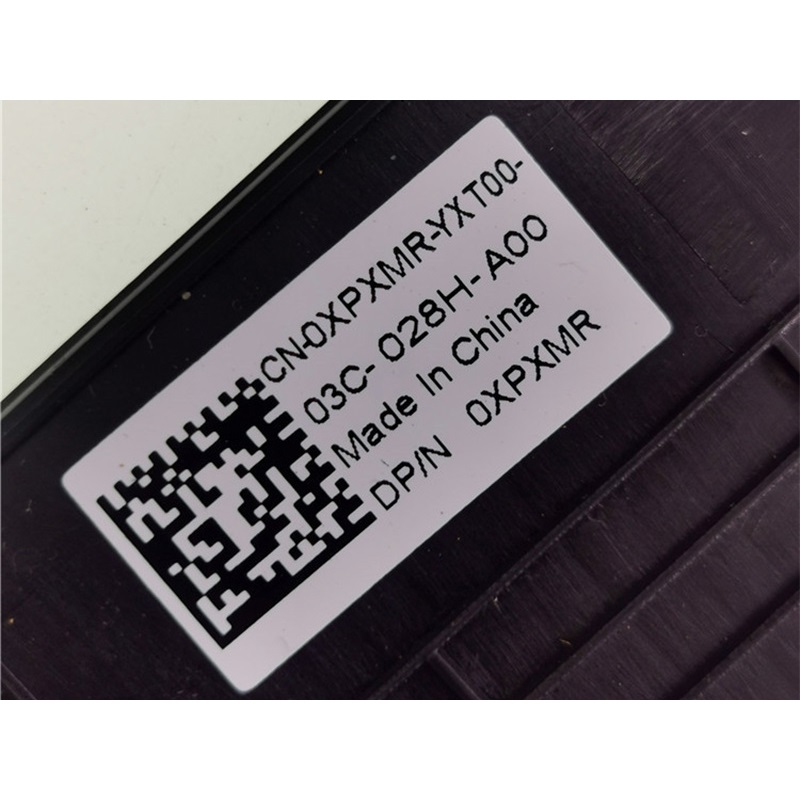 CN-0XPXMR-YXT00-
03C- 028H-A00
Made In China
DP/N 0XPXMR